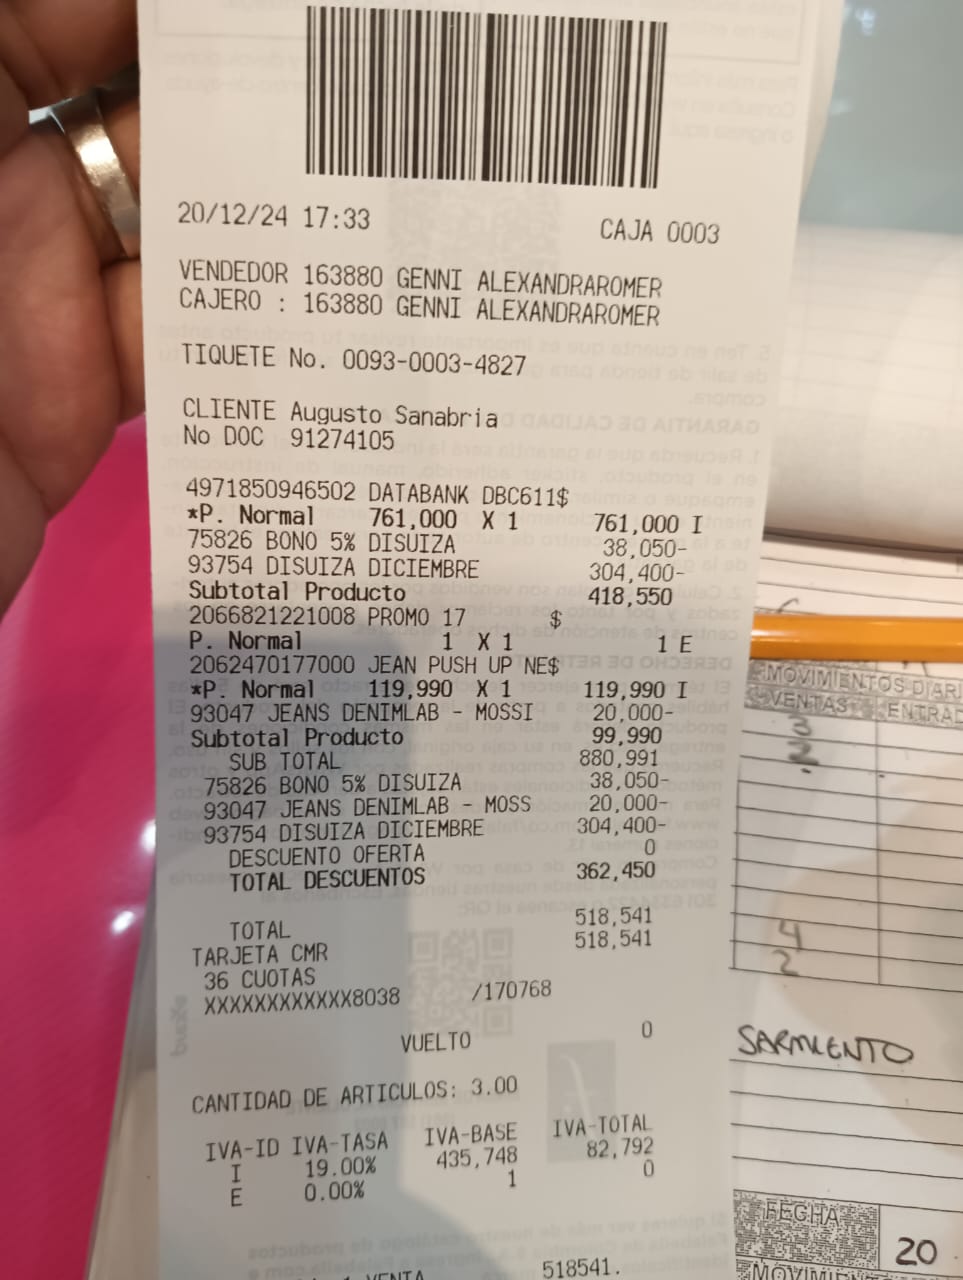 20/12/24 17:33 CAJA 0003
VENDEDOR 163880 GENNI ALEXANDRAROMER
CAJERO : 163880 GENNI ALEXANDRAROMER
TIQUETE No. 0093-0003-4827
CLIENTE Augusto Sanabria
No DOC 91274105
4971850946502 DATABANK DBC611$
*P. Normal 761,000 X 1 761,000 I
75826 BONO 5% DISUIZA 38,050-
93754 DISUIZA DICIEMBRE 304,400-
Subtotal Producto 418,550
2066821221008 PROMO 17 $
P. Normal 1 X 1 1 E
2062470177000 JEAN PUSH UP NE$
*P. Normal 119,990 X 1 119,990 I
93047 JEANS DENIMLAB - MOSSI 20,000-
Subtotal Producto 99,990
SUB TOTAL 880,991
75826 BONO 5% DISUIZA 38,050-
93047 JEANS DENIMLAB - MOSS 20,000-
93754 DISUIZA DICIEMBRE 304,400-
DESCUENTO OFERTA 0
TOTAL DESCUENTOS 362,450
TOTAL 518,541
TARJETA CMR 518,541
36 CUOTAS
XXXXXXXXXXXX8038 /170768
VUELTO 0
CANTIDAD DE ARTICULOS: 3.00
IVA-ID IVA-TASA IVA-BASE IVA-TOTAL
I 19.00% 435,748 82,792
E 0.00% 1 0
VENTA 518541.
MOVIMIENTOS DIARI
VENTAS ENTRAD
3
2
4
2
SARMIENTO
FECHA 20